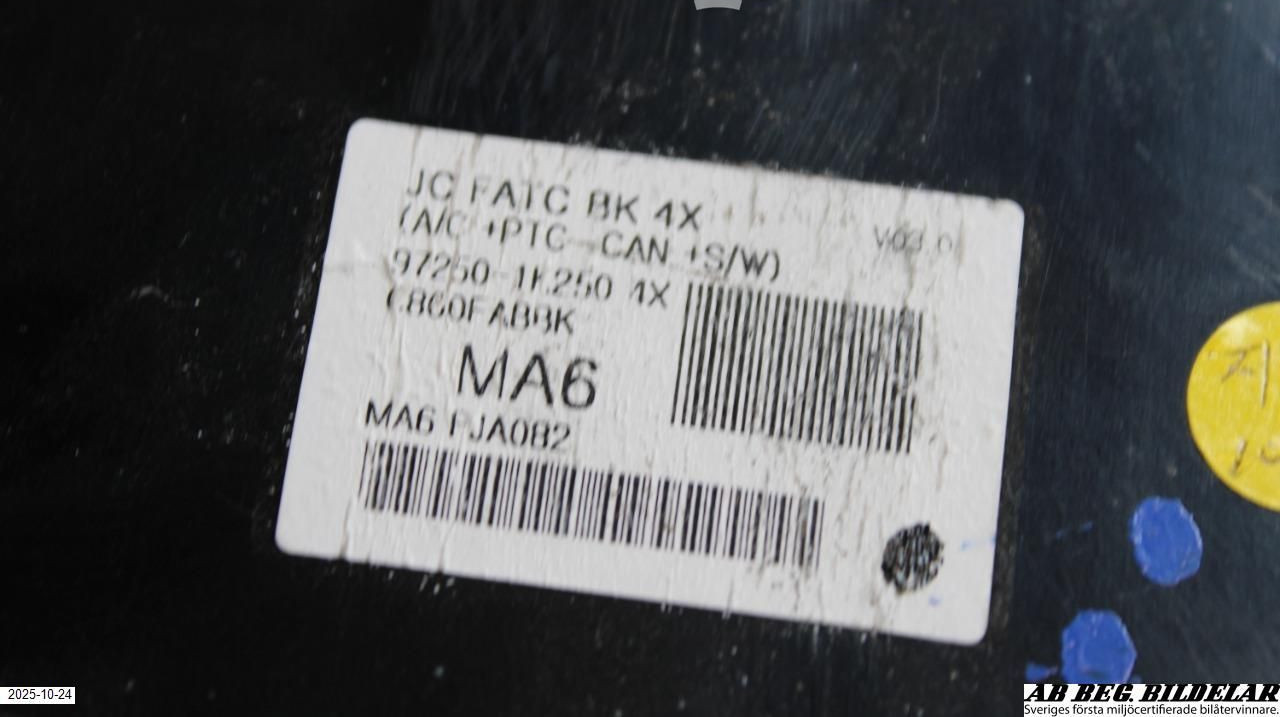 JC FATC BK 4X
V03.0
(A/C +PTC-CAN +S/W)
97250-1K250 4X
C860FABBK
MA6
MA6 PJA082
2025-10-24
AB BEG. BILDELAR
Sveriges första miljöcertifierade bilåtervinnare.